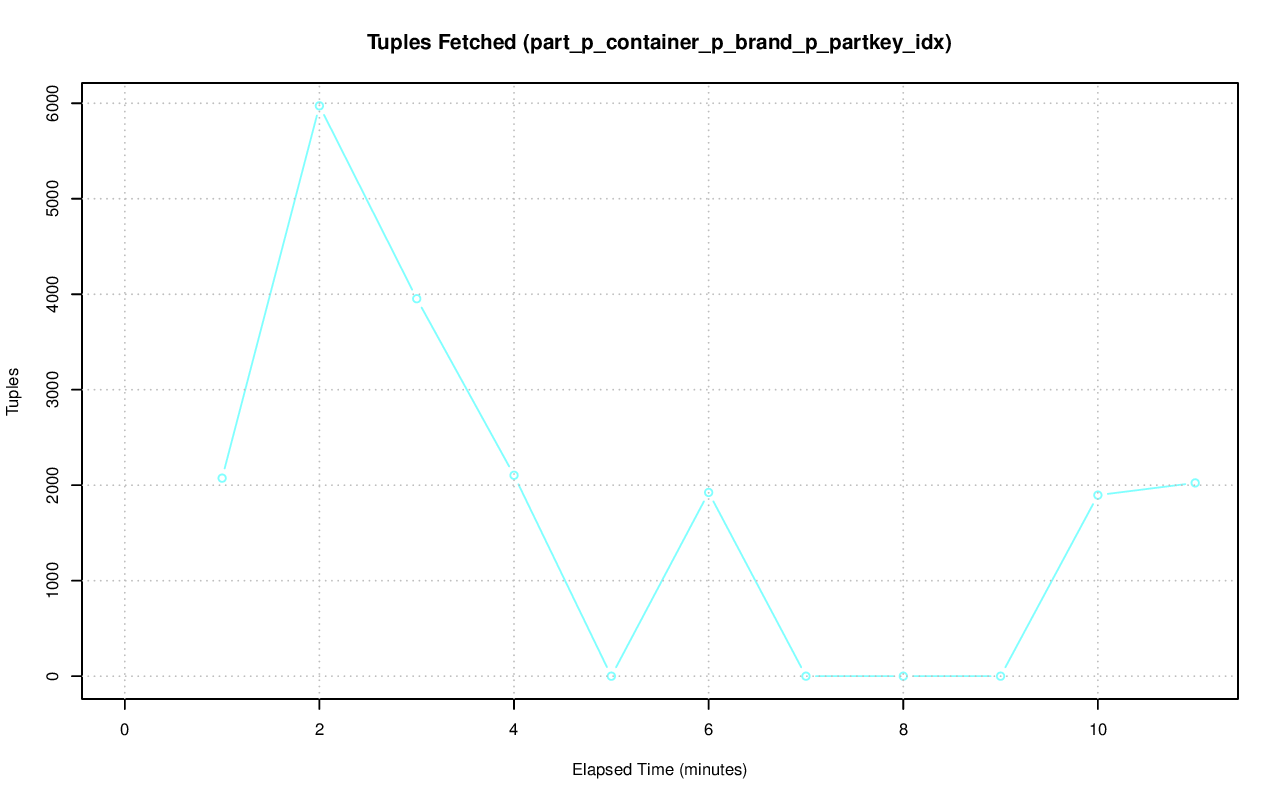 Tuples Fetched (part_p_container_p_brand_p_partkey_idx)
6000
5000
4000
3000
2000
1000
0
Tuples
0 2 4 6 8 10
Elapsed Time (minutes)